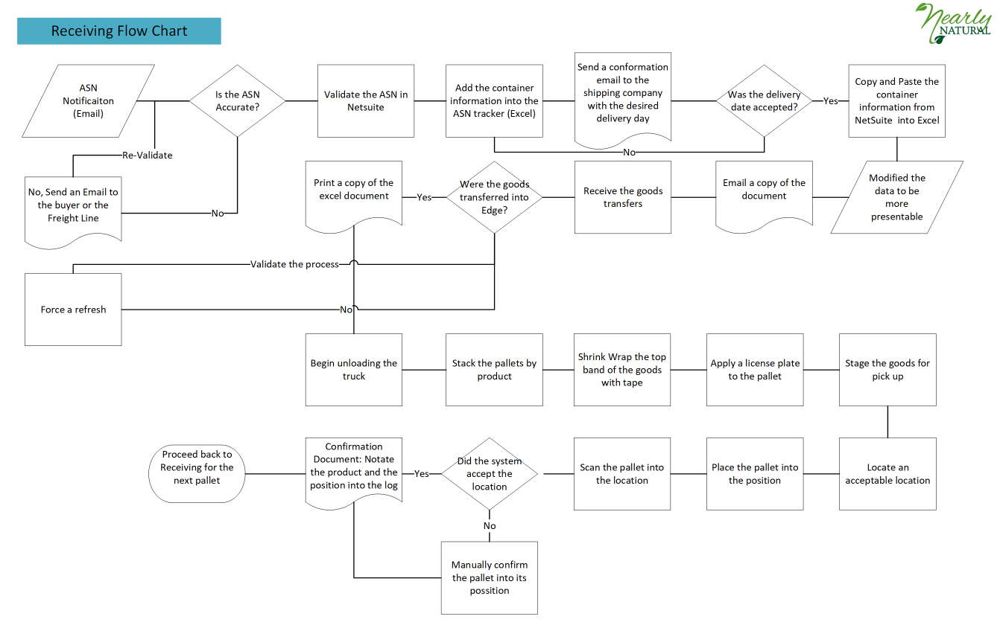 Receiving Flow Chart
Nearly
NATURAL
ASN
Notificaiton
(Email)
Is the ASN
Accurate?
Validate the ASN in
Netsuite
Add the container
information into the
ASN tracker (Excel)
Send a conformation
email to the
shipping company
with the desired
delivery day
Was the delivery
date accepted?
Yes
Copy and Paste the
container
information from
NetSuite into Excel
No
Re-Validate
No, Send an Email to
the buyer or the
Freight Line
No
Print a copy of the
excel document
Yes
Were the goods
transferred into
Edge?
Receive the goods
transfers
Email a copy of the
document
Modified the
data to be
more
presentable
Validate the process
Force a refresh
No
Begin unloading the
truck
Stack the pallets by
product
Shrink Wrap the top
band of the goods
with tape
Apply a license plate
to the pallet
Stage the goods for
pick up
Proceed back to
Receiving for the
next pallet
Confirmation
Document: Notate
the product and the
position into the log
Yes
Did the system
accept the
location
Scan the pallet into
the location
Place the pallet into
the position
Locate an
acceptable location
No
Manually confirm
the pallet into its
possition